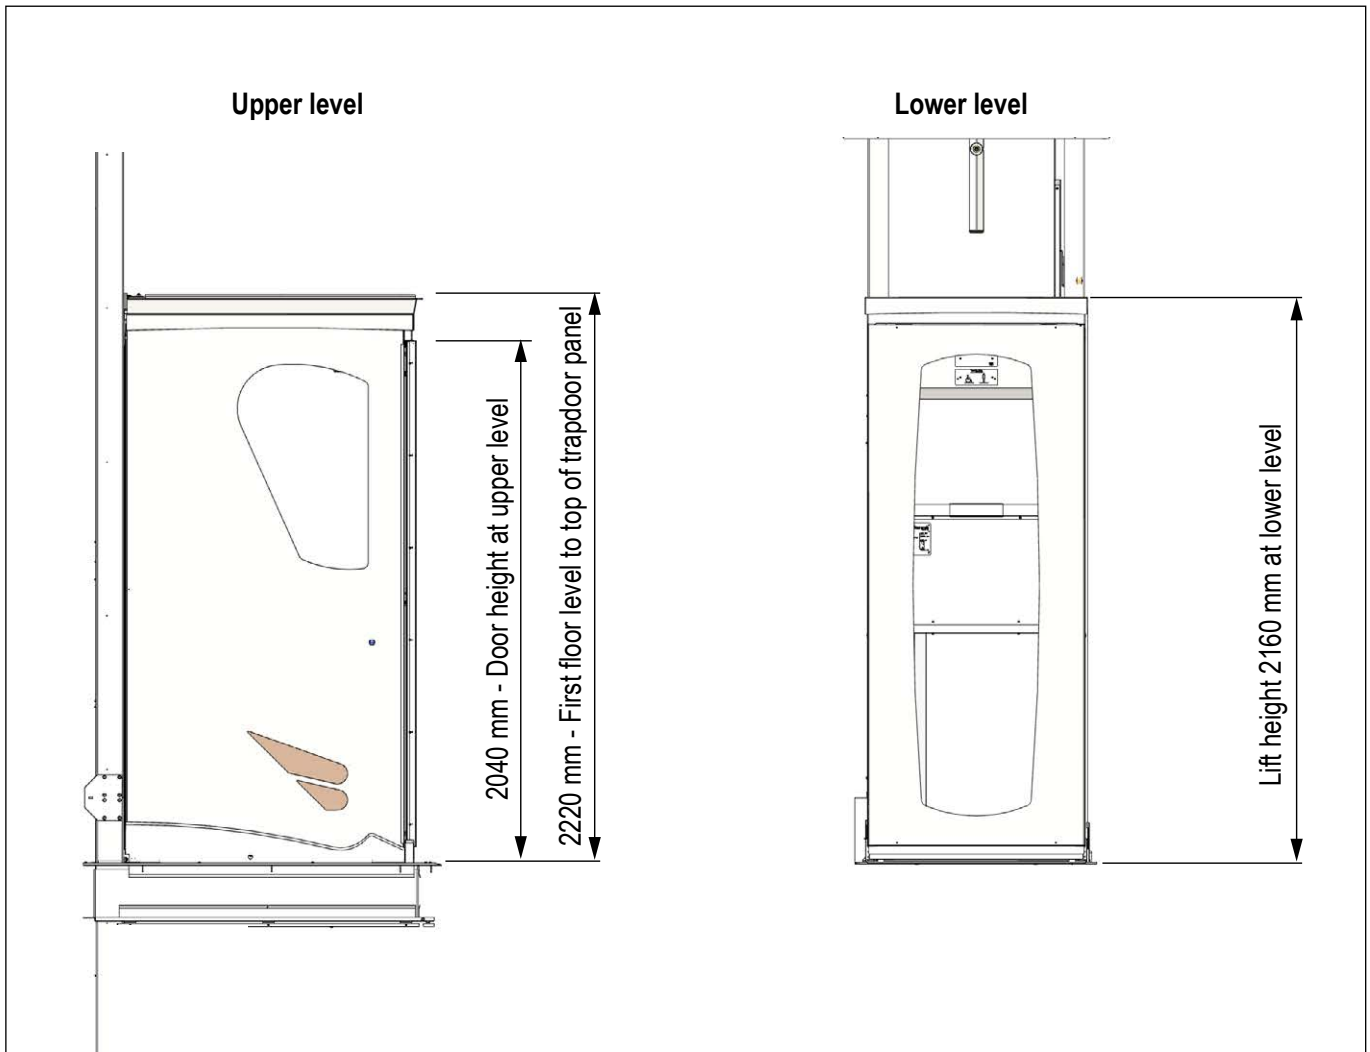 Upper level
Lower level
2040 mm - Door height at upper level
2220 mm - First floor level to top of trapdoor panel
Lift height 2160 mm at lower level